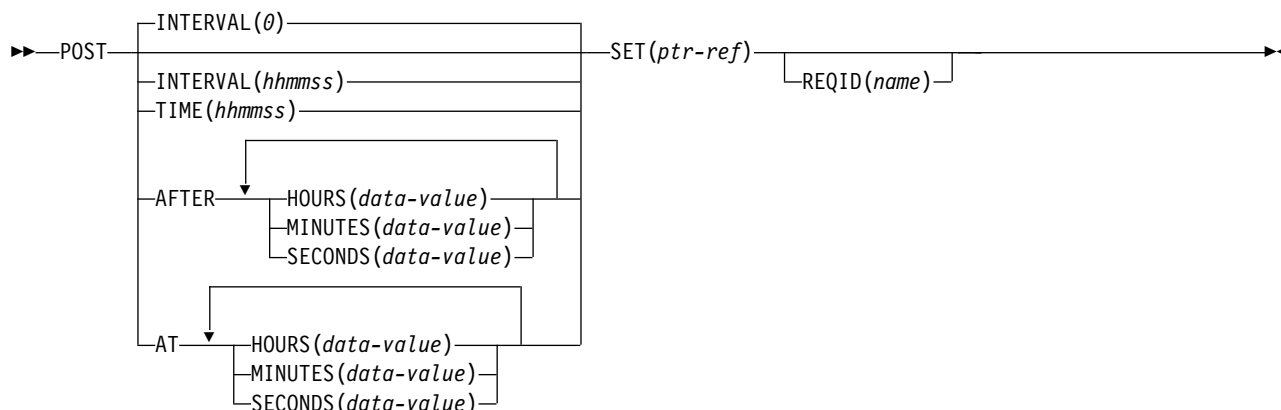 INTERVAL(0)
POST SET(ptr-ref)
INTERVAL(hhmmss) REQID(name)
TIME(hhmmss)
AFTER HOURS(data-value)
MINUTES(data-value)
SECONDS(data-value)
AT HOURS(data-value)
MINUTES(data-value)
SECONDS(data-value)